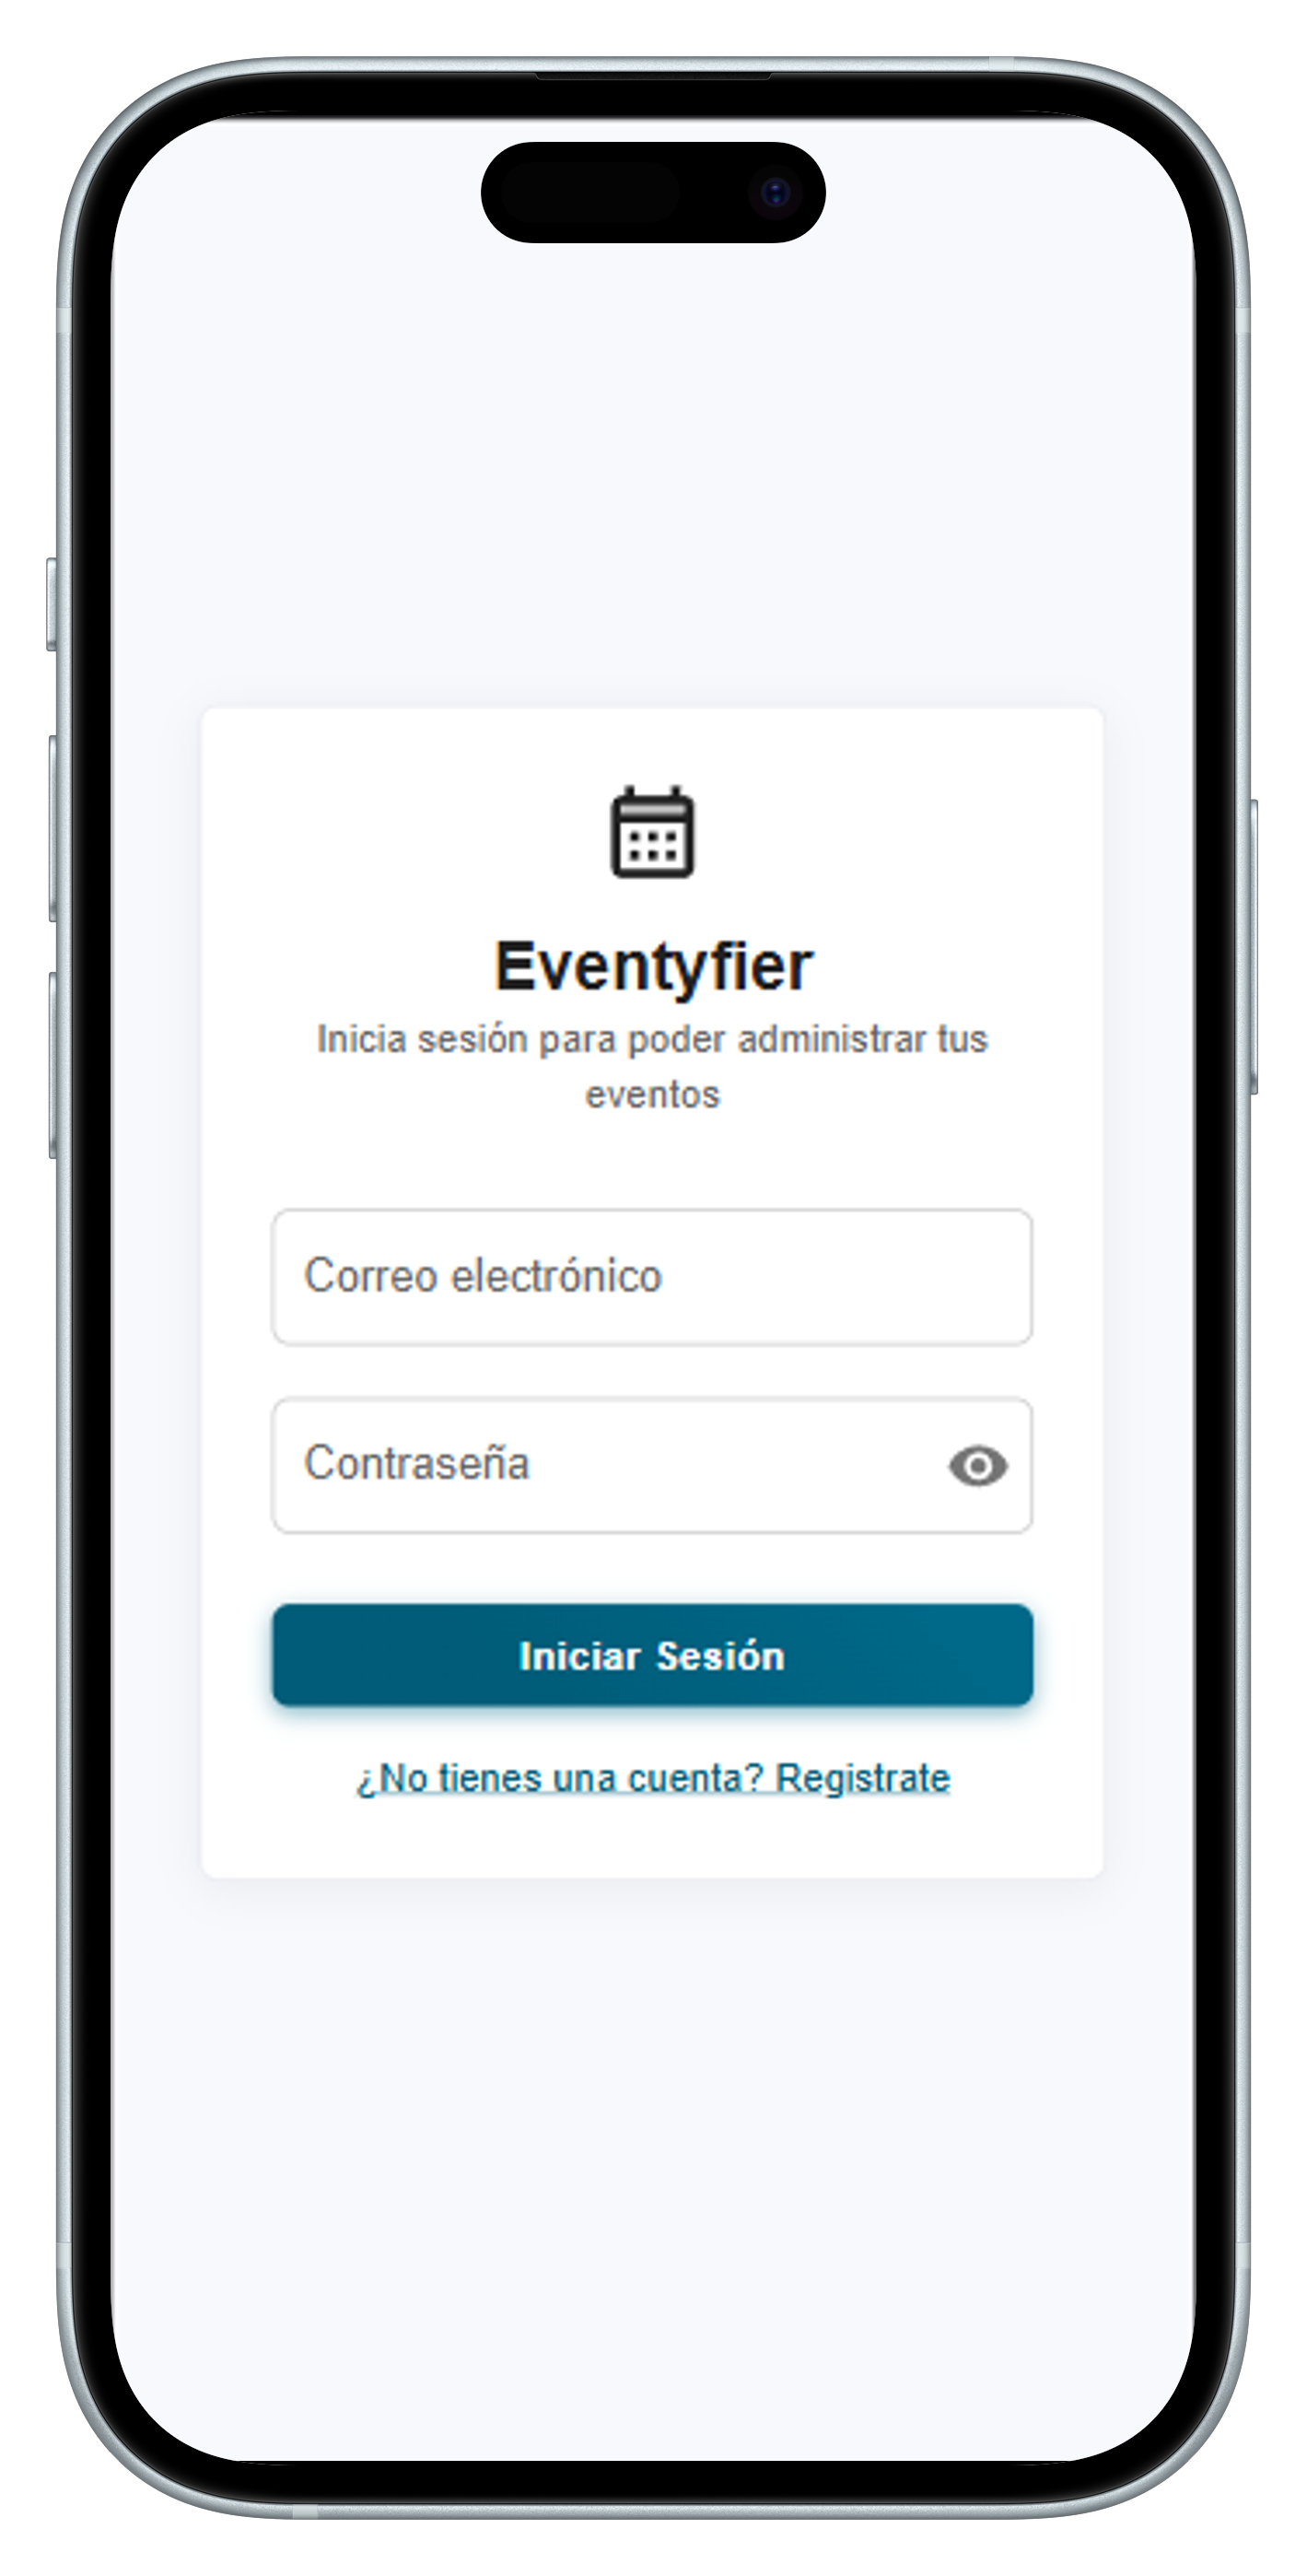 Eventyfier
Inicia sesión para poder administrar tus
eventos
Correo electrónico
Contraseña
Iniciar Sesión
¿No tienes una cuenta? Registrate